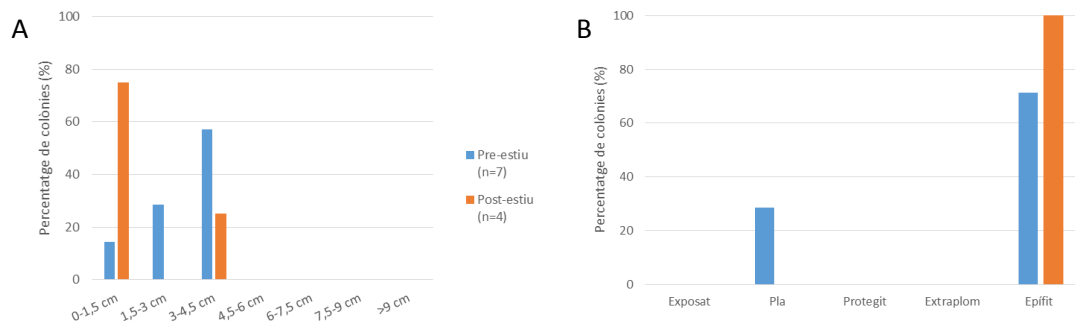 A
Percentatge de colònies (%)
100
80
60
40
20
0
0-1,5 cm
1,5-3 cm
3-4,5 cm
4,5-6 cm
6-7,5 cm
7,5-9 cm
>9 cm
Pre-estiu
(n=7)
Post-estiu
(n=4)
B
Percentatge de colònies (%)
100
80
60
40
20
0
Exposat
Pla
Protegit
Extraplom
Epífit